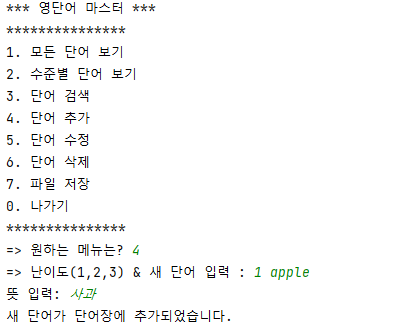 *** 영단어 마스터 ***
***************
1. 모든 단어 보기
2. 수준별 단어 보기
3. 단어 검색
4. 단어 추가
5. 단어 수정
6. 단어 삭제
7. 파일 저장
0. 나가기
***************
=> 원하는 메뉴는? 4
=> 난이도(1,2,3) & 새 단어 입력 : 1 apple
뜻 입력: 사과
새 단어가 단어장에 추가되었습니다.